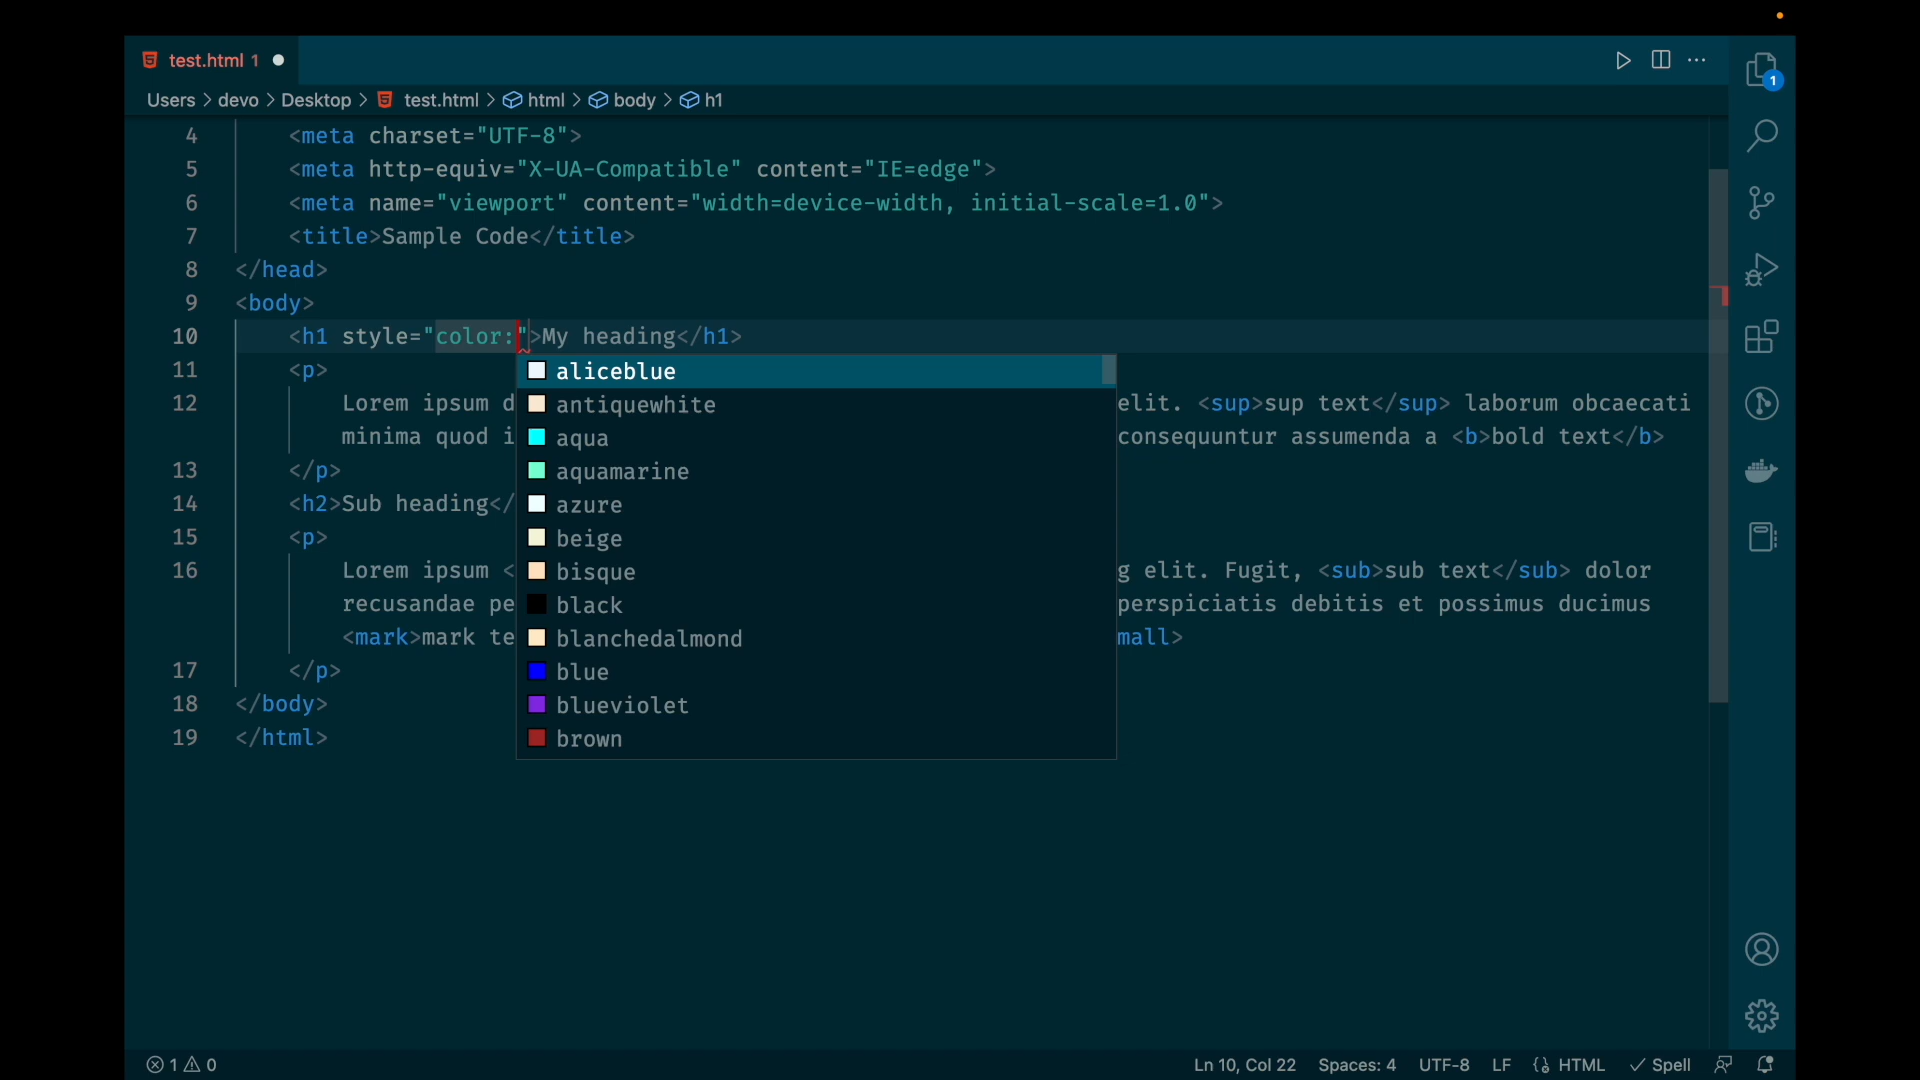 test.html 1
Users > devo > Desktop > test.html > html > body > h1
4 <meta charset="UTF-8">
5 <meta http-equiv="X-UA-Compatible" content="IE=edge">
6 <meta name="viewport" content="width=device-width, initial-scale=1.0">
7 <title>Sample Code</title>
8 </head>
9 <body>
10 <h1 style="color:">My heading</h1>
11 <p>
12 Lorem ipsum d elit. <sup>sup text</sup> laborum obcaecati
minima quod i consequuntur assumenda a <b>bold text</b>
13 </p>
14 <h2>Sub heading</
15 <p>
16 Lorem ipsum < g elit. Fugit, <sub>sub text</sub> dolor
recusandae pe perspiciatis debitis et possimus ducimus
<mark>mark te mall>
17 </p>
18 </body>
19 </html>
aliceblue
antiquewhite
aqua
aquamarine
azure
beige
bisque
black
blanchedalmond
blue
blueviolet
brown
1
1 0 Ln 10, Col 22 Spaces: 4 UTF-8 LF HTML Spell